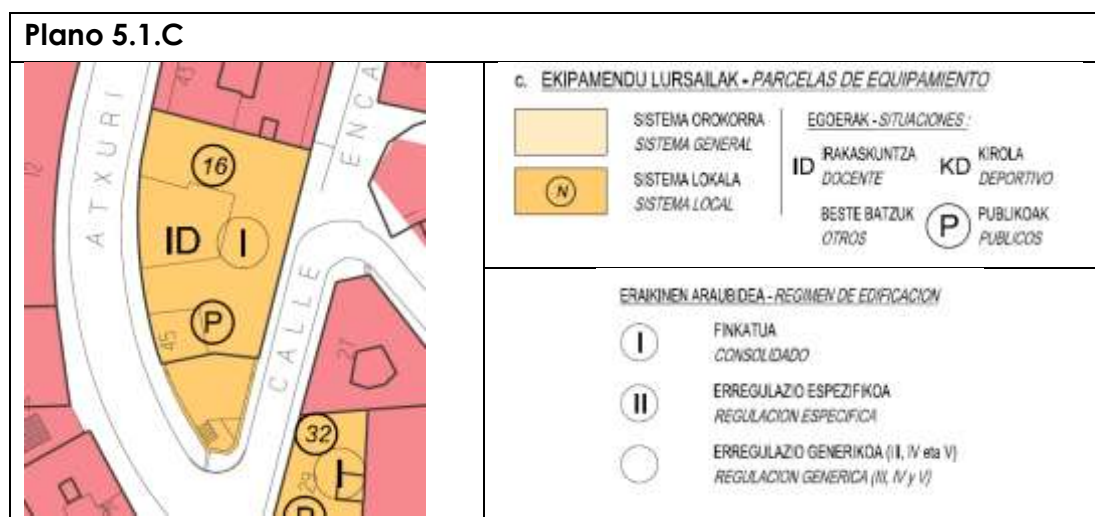 Plano 5.1.C
ATXURI
ENCA
CALLE
43
12
16
ID I
P
45
27
32
29
I
P
c. EKIPAMENDU LURSAILAK - PARCELAS DE EQUIPAMIENTO
SISTEMA OROKORRA
SISTEMA GENERAL
N
SISTEMA LOKALA
SISTEMA LOCAL
EGOERAK - SITUACIONES :
ID
IRAKASKUNTZA
DOCENTE
KD
KIROLA
DEPORTIVO
BESTE BATZUK
OTROS
P
PUBLIKOAK
PUBLICOS
ERAIKINEN ARAUBIDEA - REGIMEN DE EDIFICACION
I
FINKATUA
CONSOLIDADO
II
ERREGULAZIO ESPEZIFIKOA
REGULACION ESPECIFICA
ERREGULAZIO GENERIKOA (III, IV eta V)
REGULACION GENERICA (III, IV y V)